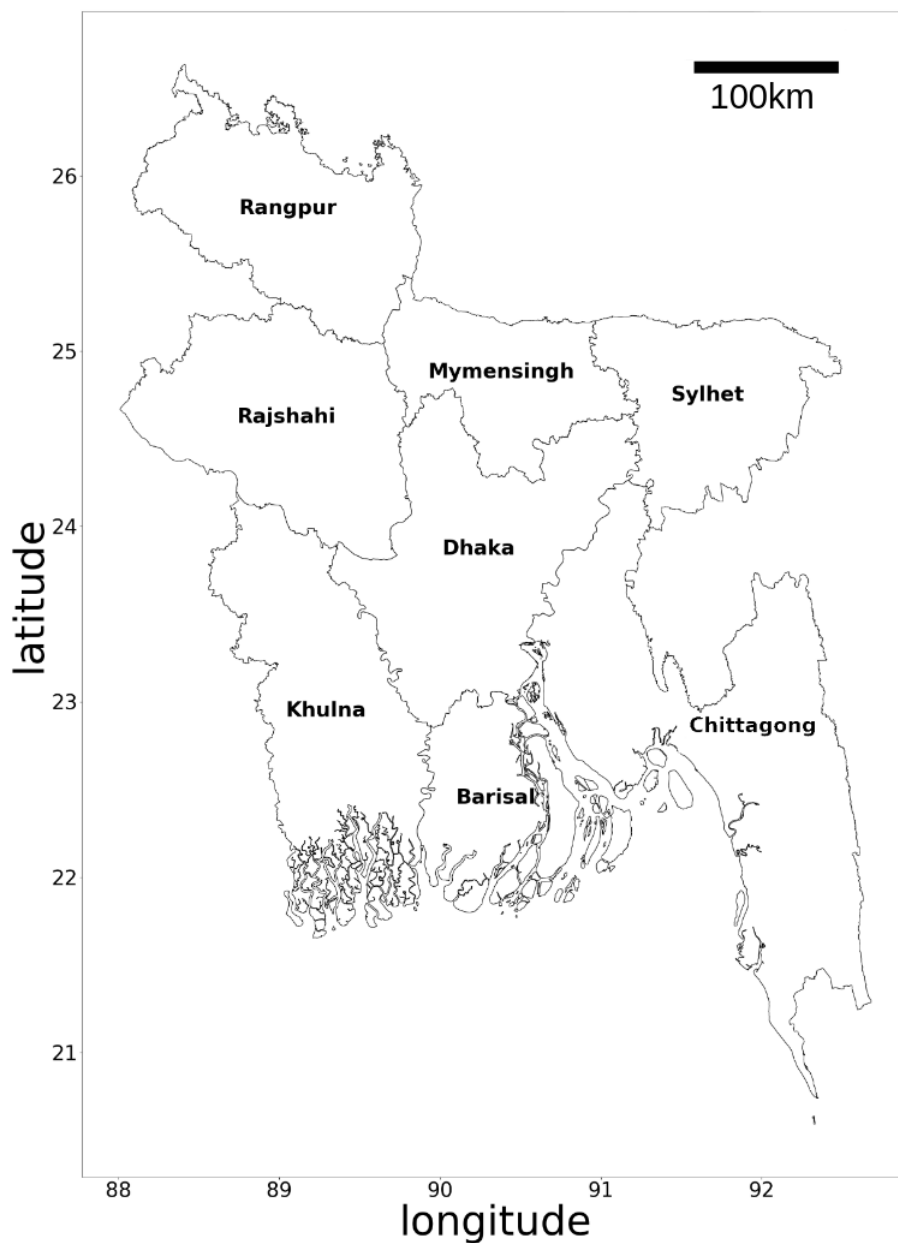 100km
26
Rangpur
25
Mymensingh
Sylhet
Rajshahi
24
Dhaka
latitude
23
Khulna
Chittagong
Barisal
22
21
88 89 90 91 92
longitude